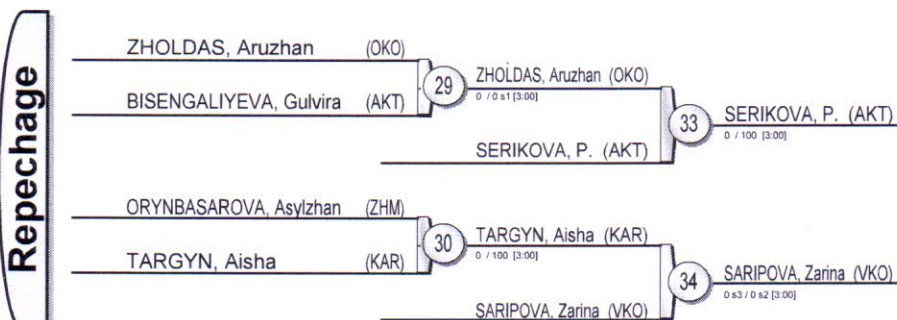 Repechage
ZHOLDAS, Aruzhan (OKO)
BISENGALIYEVA, Gulvira (AKT)
29
ZHOLDAS, Aruzhan (OKO)
0 / 0 s1 [3:00]
SERIKOVA, P. (AKT)
33
SERIKOVA, P. (AKT)
0 / 100 [3:00]
ORYNBASAROVA, Asylzhan (ZHM)
TARGYN, Aisha (KAR)
30
TARGYN, Aisha (KAR)
0 / 100 [3:00]
SARIPOVA, Zarina (VKO)
34
SARIPOVA, Zarina (VKO)
0 s3 / 0 s2 [3:00]